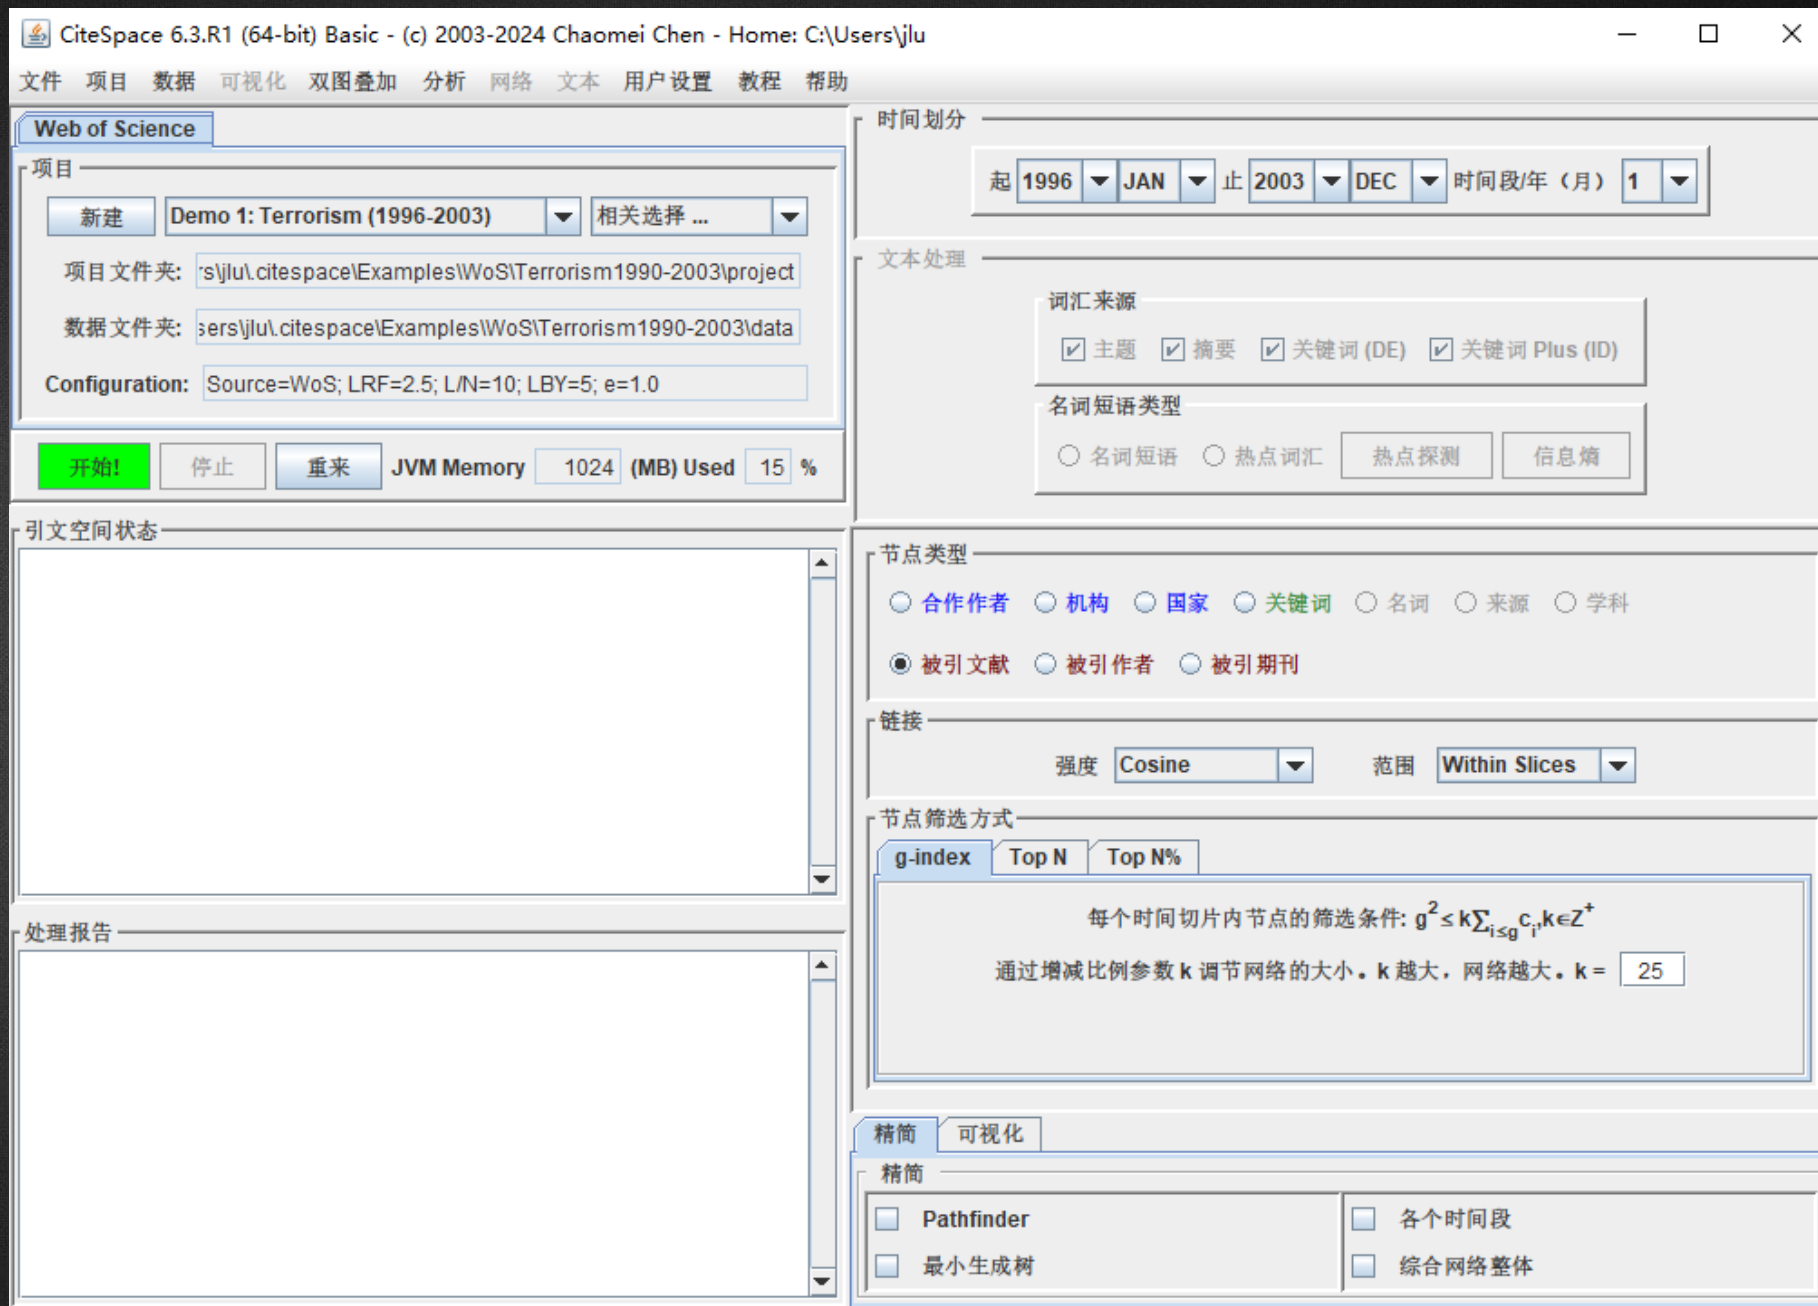 CiteSpace 6.3.R1 (64-bit) Basic - (c) 2003-2024 Chaomei Chen - Home: C:\Users\jlu
文件 项目 数据 可视化 双图叠加 分析 网络 文本 用户设置 教程 帮助
Web of Science
项目
新建 Demo 1: Terrorism (1996-2003) 相关选择 ...
项目文件夹: rs\jlu\.citespace\Examples\WoS\Terrorism1990-2003\project
数据文件夹: sers\jlu\.citespace\Examples\WoS\Terrorism1990-2003\data
Configuration: Source=WoS; LRF=2.5; L/N=10; LBY=5; e=1.0
开始! 停止 重来 JVM Memory 1024 (MB) Used 15 %
引文空间状态
处理报告
时间划分
起 1996 JAN 止 2003 DEC 时间段/年（月） 1
文本处理
词汇来源
主题 摘要 关键词 (DE) 关键词 Plus (ID)
名词短语类型
名词短语 热点词汇 热点探测 信息熵
节点类型
合作作者 机构 国家 关键词 名词 来源 学科
被引文献 被引作者 被引期刊
链接
强度 Cosine 范围 Within Slices
节点筛选方式
g-index Top N Top N%
每个时间切片内节点的筛选条件: g² ≤ k∑i≤g ci,k∈Z⁺
通过增减比例参数 k 调节网络的大小。k 越大，网络越大。k = 25
精简 可视化
精简
Pathfinder 各个时间段
最小生成树 综合网络整体